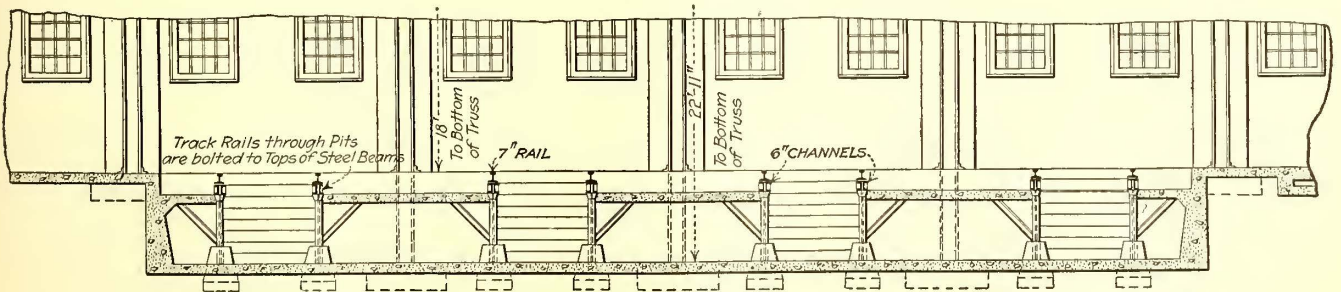 Track Rails through Pits
are bolted to Tops of Steel Beams
18'
To Bottom
of Truss
7" RAIL
22'-11"
To Bottom
of Truss
6" CHANNELS